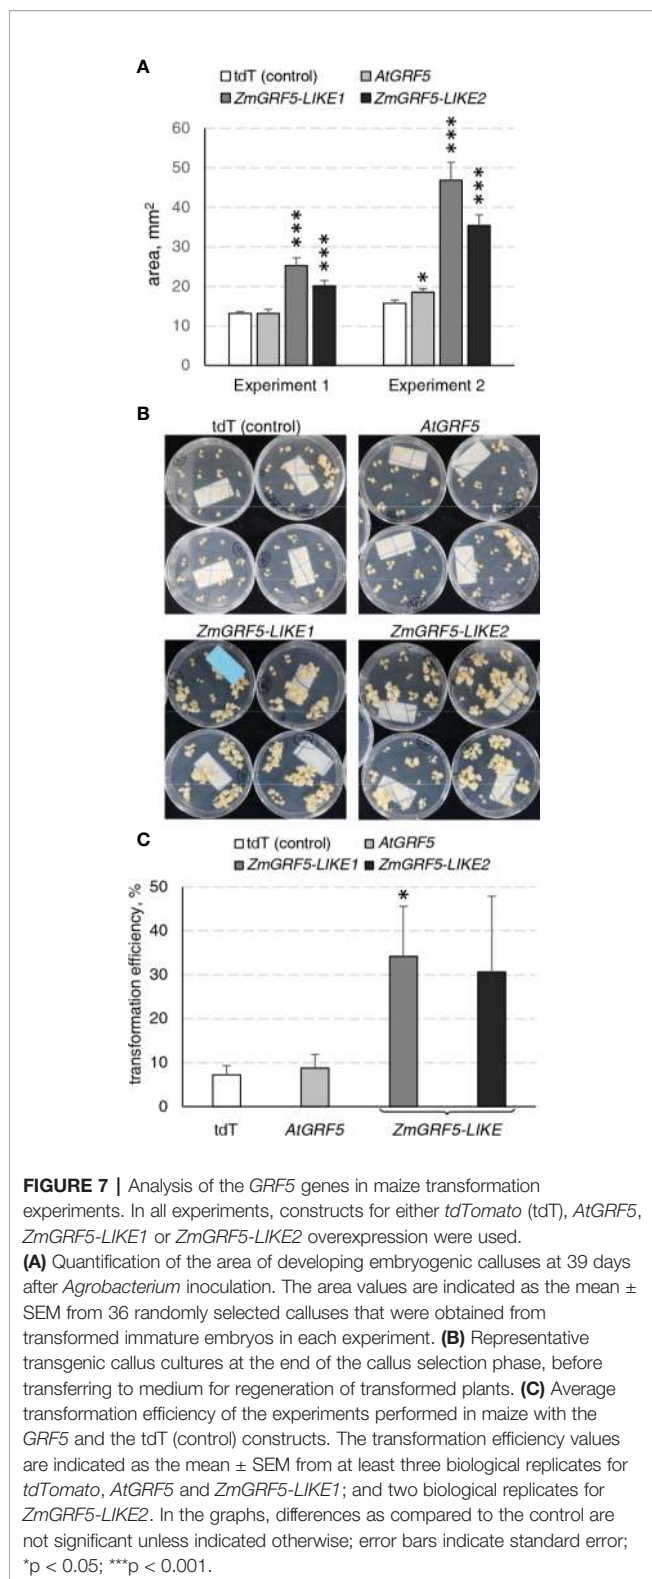 A
tdT (control) AtGRF5
ZmGRF5-LIKE1 ZmGRF5-LIKE2
60
50
40
30
20
10
0
area, mm²
***
***
*
***
***
Experiment 1 Experiment 2
B
tdT (control) AtGRF5
ZmGRF5-LIKE1 ZmGRF5-LIKE2
C
tdT (control) AtGRF5
ZmGRF5-LIKE1 ZmGRF5-LIKE2
50
40
30
20
10
0
transformation efficiency, %
*
tdT AtGRF5 ZmGRF5-LIKE
FIGURE 7 | Analysis of the GRF5 genes in maize transformation
experiments. In all experiments, constructs for either tdTomato (tdT), AtGRF5,
ZmGRF5-LIKE1 or ZmGRF5-LIKE2 overexpression were used.
(A) Quantification of the area of developing embryogenic calluses at 39 days
after Agrobacterium inoculation. The area values are indicated as the mean ±
SEM from 36 randomly selected calluses that were obtained from
transformed immature embryos in each experiment. (B) Representative
transgenic callus cultures at the end of the callus selection phase, before
transferring to medium for regeneration of transformed plants. (C) Average
transformation efficiency of the experiments performed in maize with the
GRF5 and the tdT (control) constructs. The transformation efficiency values
are indicated as the mean ± SEM from at least three biological replicates for
tdTomato, AtGRF5 and ZmGRF5-LIKE1; and two biological replicates for
ZmGRF5-LIKE2. In the graphs, differences as compared to the control are
not significant unless indicated otherwise; error bars indicate standard error;
*p < 0.05; ***p < 0.001.